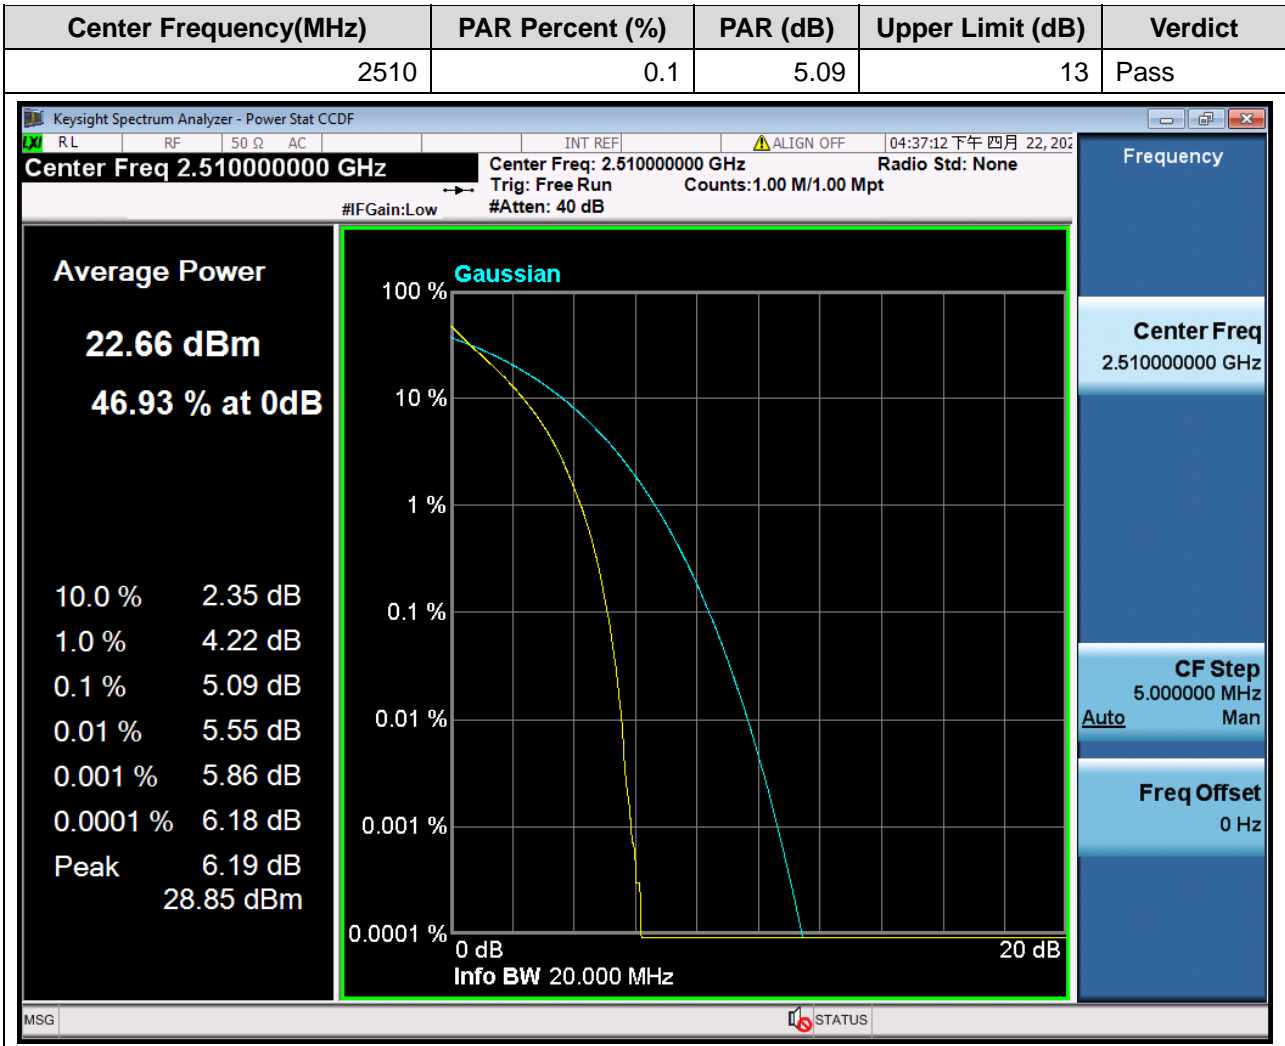 Center Frequency(MHz) PAR Percent (%) PAR (dB) Upper Limit (dB) Verdict
2510 0.1 5.09 13 Pass
Keysight Spectrum Analyzer - Power Stat CCDF
LXI RL RF 50 Ω AC INT REF ALIGN OFF 04:37:12 下午 四月 22, 202
Center Freq 2.510000000 GHz
Center Freq: 2.510000000 GHz Radio Std: None
Trig: Free Run Counts:1.00 M/1.00 Mpt
#IFGain:Low #Atten: 40 dB
Average Power
22.66 dBm
46.93 % at 0dB
10.0 % 2.35 dB
1.0 % 4.22 dB
0.1 % 5.09 dB
0.01 % 5.55 dB
0.001 % 5.86 dB
0.0001 % 6.18 dB
Peak 6.19 dB
28.85 dBm
Gaussian
100 %
10 %
1 %
0.1 %
0.01 %
0.001 %
0.0001 %
0 dB 20 dB
Info BW 20.000 MHz
Frequency
Center Freq
2.510000000 GHz
CF Step
5.000000 MHz
Auto Man
Freq Offset
0 Hz
MSG STATUS